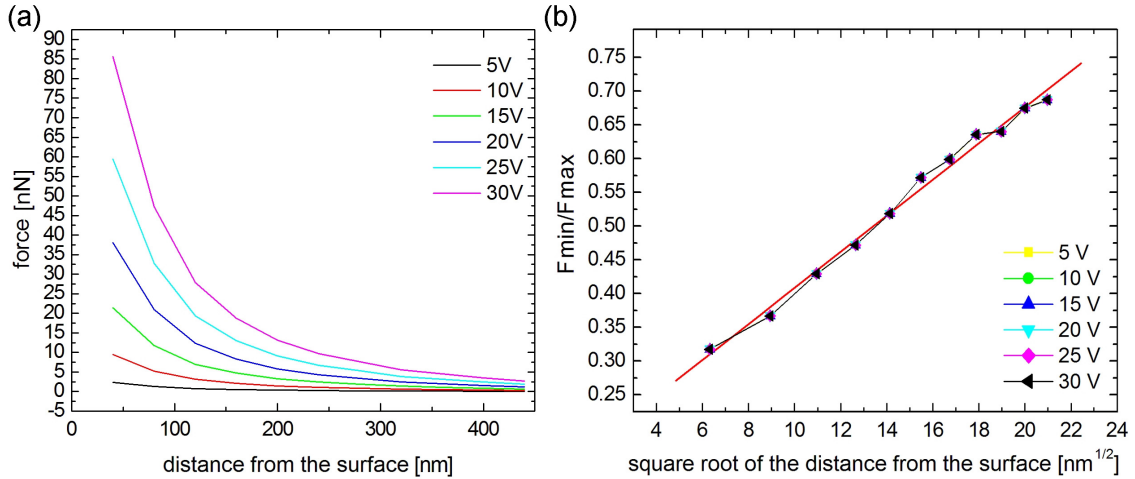 (a)
force [nN]
90
85
80
75
70
65
60
55
50
45
40
35
30
25
20
15
10
5
0
-5
0
100
200
300
400
distance from the surface [nm]
5V
10V
15V
20V
25V
30V
(b)
Fmin/Fmax
0.75
0.70
0.65
0.60
0.55
0.50
0.45
0.40
0.35
0.30
0.25
4
6
8
10
12
14
16
18
20
22
24
square root of the distance from the surface [nm1/2]
5 V
10 V
15 V
20 V
25 V
30 V